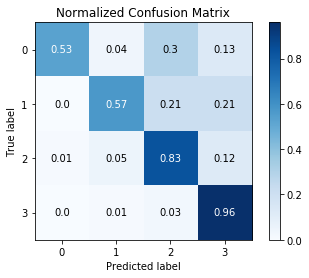 Normalized Confusion Matrix
0 0.53 0.04 0.3 0.13
1 0.0 0.57 0.21 0.21
2 0.01 0.05 0.83 0.12
3 0.0 0.01 0.03 0.96
0 1 2 3
True label
Predicted label
0.8
0.6
0.4
0.2
0.0